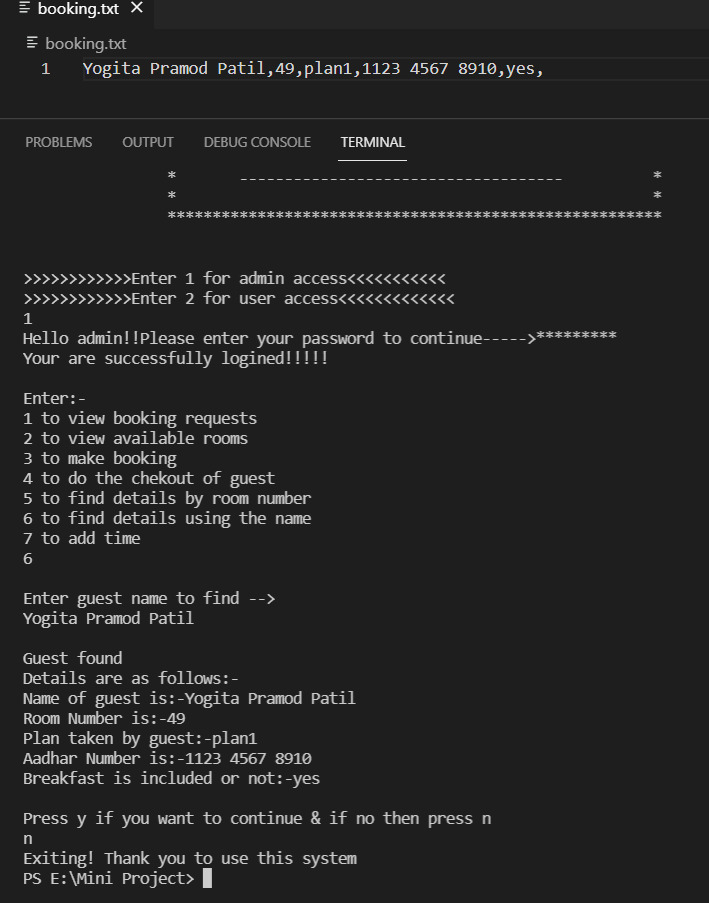 booking.txt ×
booking.txt
1 Yogita Pramod Patil,49,plan1,1123 4567 8910,yes,
PROBLEMS OUTPUT DEBUG CONSOLE TERMINAL
* ------------------------------------ *
* *
*******************************************************
>>>>>>>>>>>>Enter 1 for admin access<<<<<<<<<<<
>>>>>>>>>>>>Enter 2 for user access<<<<<<<<<<<<<
1
Hello admin!!Please enter your password to continue----->*********
Your are successfully logined!!!!!
Enter:-
1 to view booking requests
2 to view available rooms
3 to make booking
4 to do the chekout of guest
5 to find details by room number
6 to find details using the name
7 to add time
6
Enter guest name to find -->
Yogita Pramod Patil
Guest found
Details are as follows:-
Name of guest is:-Yogita Pramod Patil
Room Number is:-49
Plan taken by guest:-plan1
Aadhar Number is:-1123 4567 8910
Breakfast is included or not:-yes
Press y if you want to continue & if no then press n
n
Exiting! Thank you to use this system
PS E:\Mini Project>